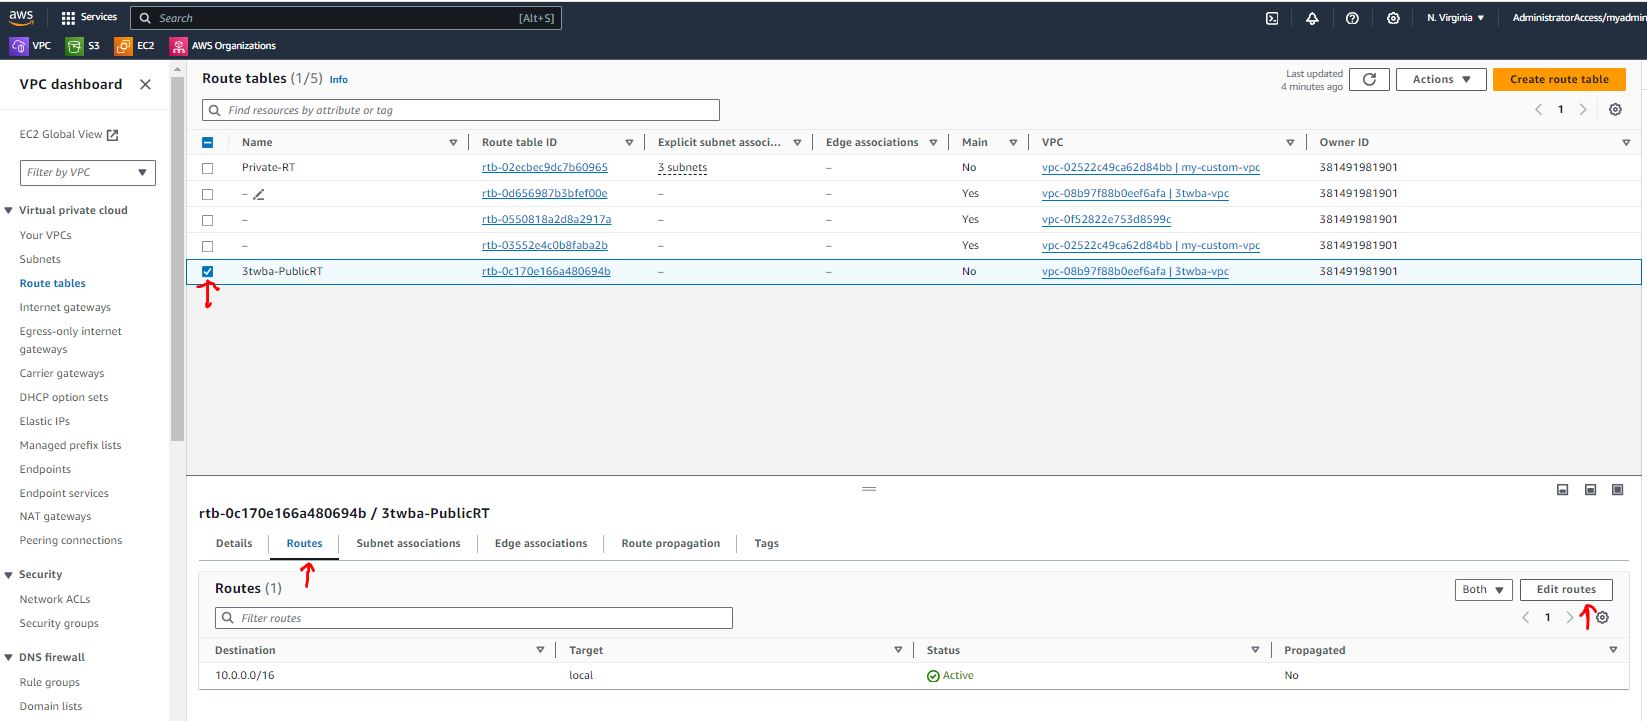 aws Services Search [Alt+S] N. Virginia AdministratorAccess/myadmin
VPC S3 EC2 AWS Organizations
VPC dashboard
EC2 Global View
Filter by VPC
Virtual private cloud
Your VPCs
Subnets
Route tables
Internet gateways
Egress-only internet
gateways
Carrier gateways
DHCP option sets
Elastic IPs
Managed prefix lists
Endpoints
Endpoint services
NAT gateways
Peering connections
Security
Network ACLs
Security groups
DNS firewall
Rule groups
Domain lists
Route tables (1/5) Info
Last updated
4 minutes ago
Actions
Create route table
Find resources by attribute or tag
1
Name Route table ID Explicit subnet associ... Edge associations Main VPC Owner ID
Private-RT rtb-02ecbec9dc7b60965 3 subnets – No vpc-02522c49ca62d84bb | my-custom-vpc 381491981901
– rtb-0d656987b3bfef00e – – Yes vpc-08b97f88b0eef6afa | 3twba-vpc 381491981901
– rtb-0550818a2d8a2917a – – Yes vpc-0f52822e753d8599c 381491981901
– rtb-03552e4c0b8faba2b – – Yes vpc-02522c49ca62d84bb | my-custom-vpc 381491981901
3twba-PublicRT rtb-0c170e166a480694b – – No vpc-08b97f88b0eef6afa | 3twba-vpc 381491981901
rtb-0c170e166a480694b / 3twba-PublicRT
Details Routes Subnet associations Edge associations Route propagation Tags
Routes (1)
Both
Edit routes
Filter routes
1
Destination Target Status Propagated
10.0.0.0/16 local Active No